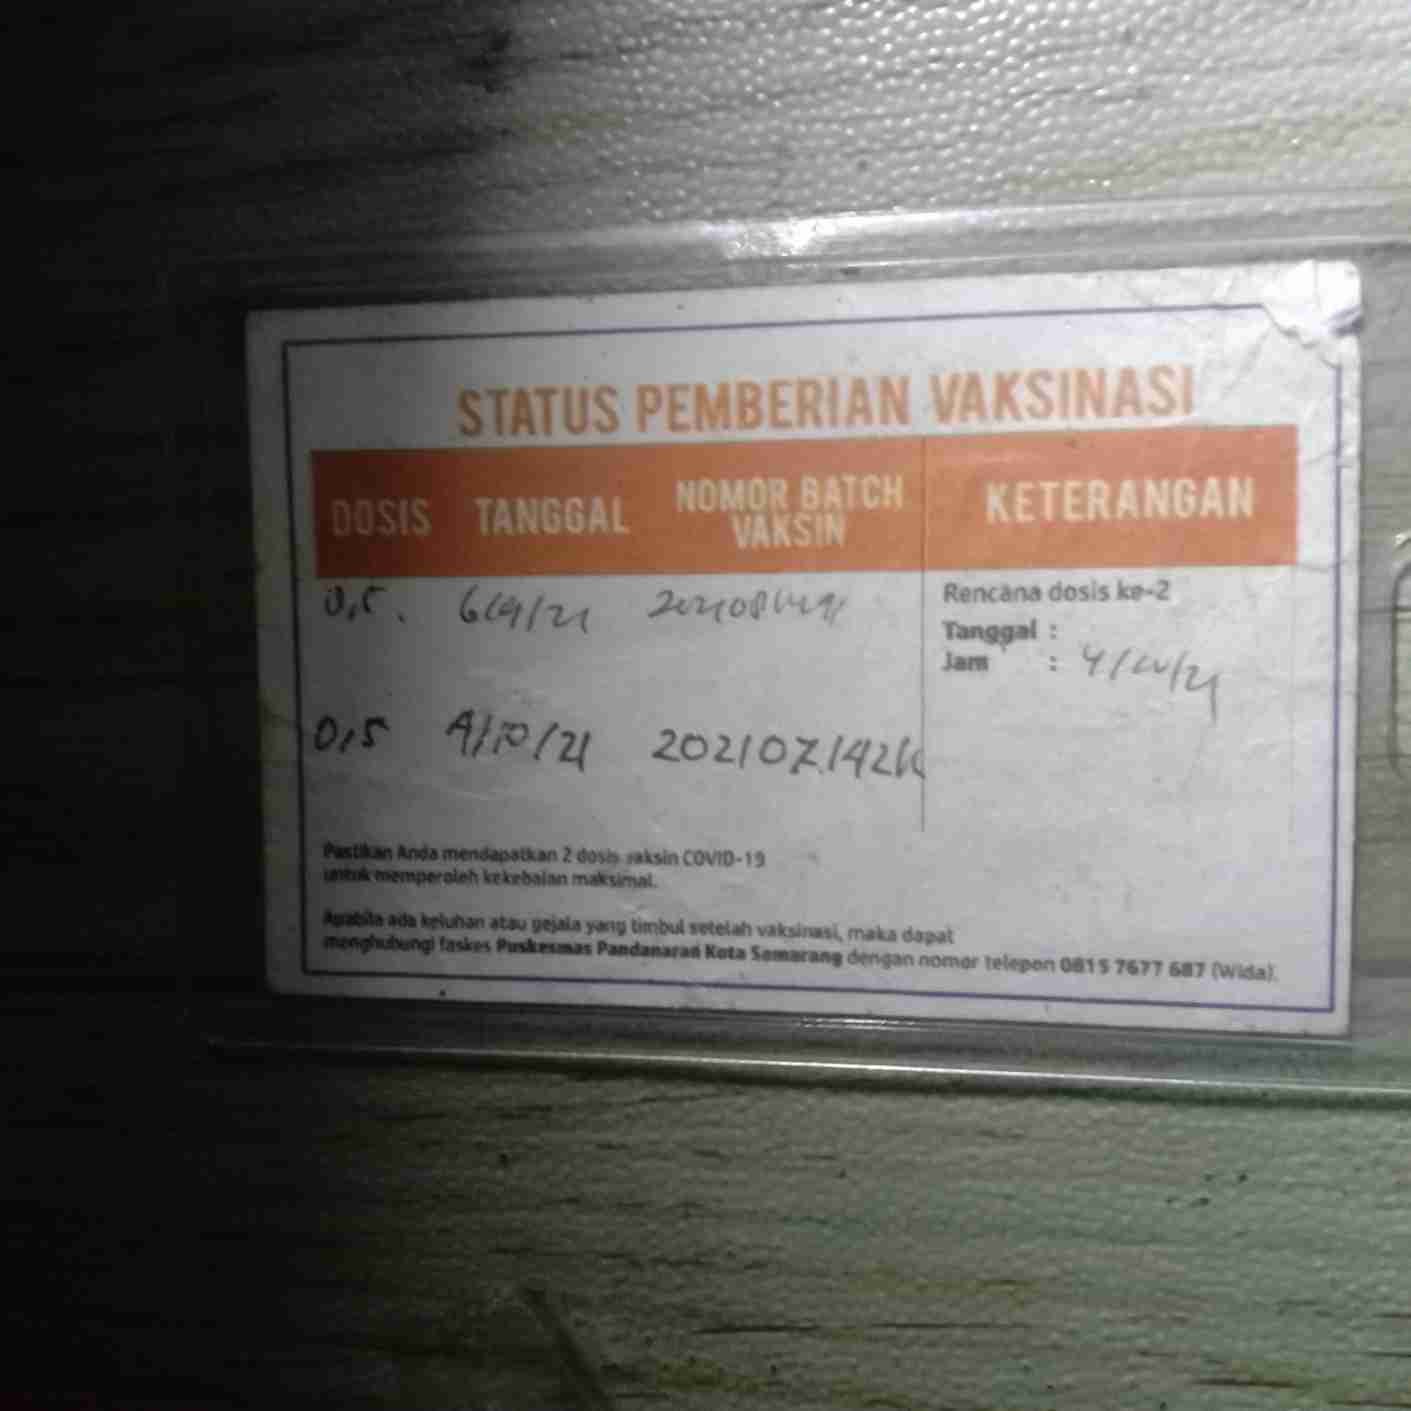 STATUS PEMBERIAN VAKSINASI
DOSIS TANGGAL NOMOR BATCH VAKSIN KETERANGAN
0,5. 6/9/21
Rencana dosis ke-2
Tanggal :
Jam : 4/10/21
0,5 4/10/21 202107142K
Pastikan Anda mendapatkan 2 dosis vaksin COVID-19
untuk memperoleh kekebalan maksimal.
Apabila ada keluhan atau gejala yang timbul setelah vaksinasi, maka dapat
menghubungi faskes Puskesmas Pandanaran Kota Semarang dengan nomor telepon 0815 7677 687 (Wida).